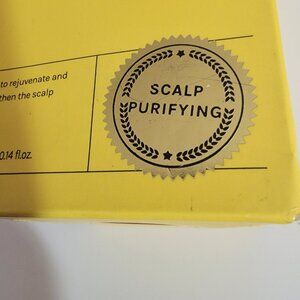 to rejuvenate and
then the scalp
0.14 fl.oz.
SCALP
PURIFYING